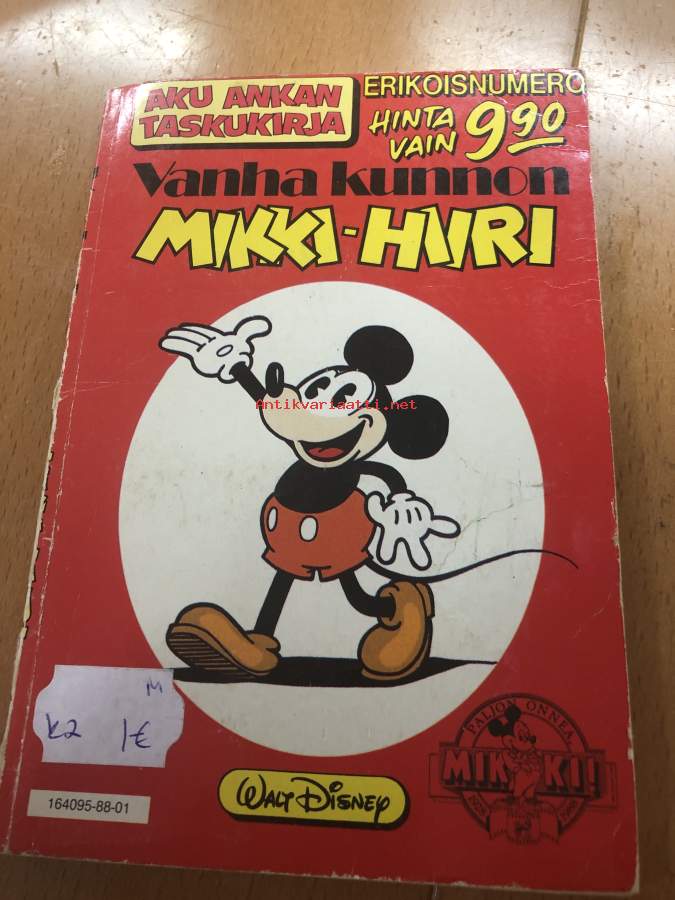 AKU ANKAN
TASKUKIRJA
ERIKOISNUMERO
HINTA
VAIN 990
Vanha kunnon
MIKKI-HIIRI
Antikvariaatti.net
M
K2 1€
164095-88-01
WALT DISNEY
PALJON ONNEA,
MIKKI!